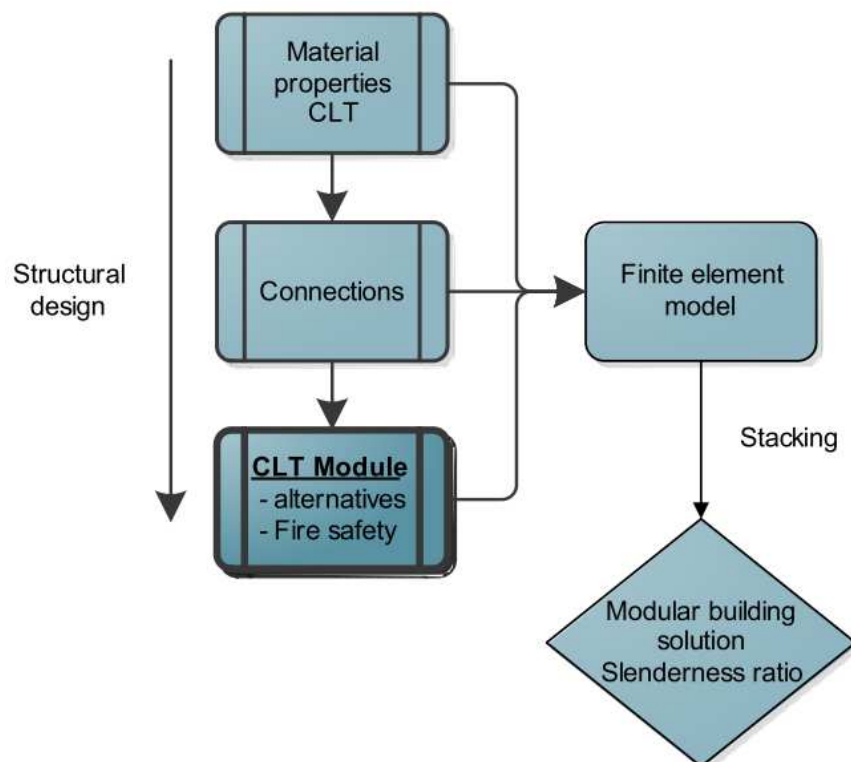 Material
properties
CLT
Structural
design
Connections
Finite element
model
CLT Module
- alternatives
- Fire safety
Stacking
Modular building
solution
Slenderness ratio